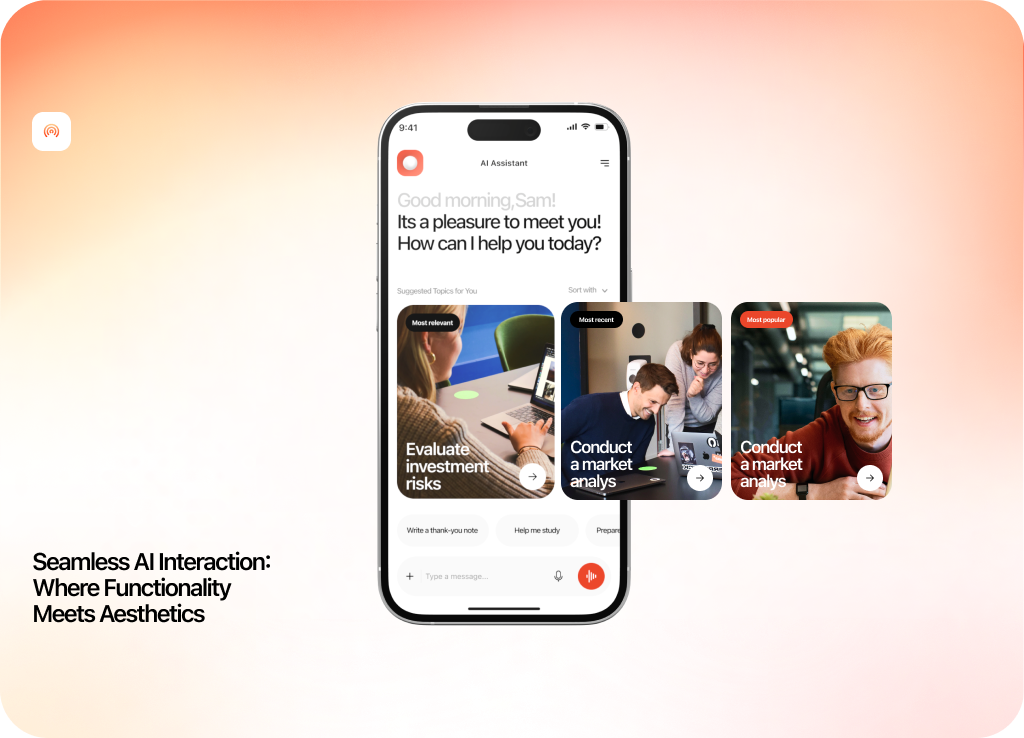 9:41
AI Assistant
Good morning,Sam!
Its a pleasure to meet you!
How can I help you today?
Suggested Topics for You
Sort with
Most relevant
Evaluate
investment
risks
Most recent
Conduct
a market
analys
Most popular
Conduct
a market
analys
Write a thank-you note
Help me study
Prepare
Type a message...
Seamless AI Interaction:
Where Functionality
Meets Aesthetics